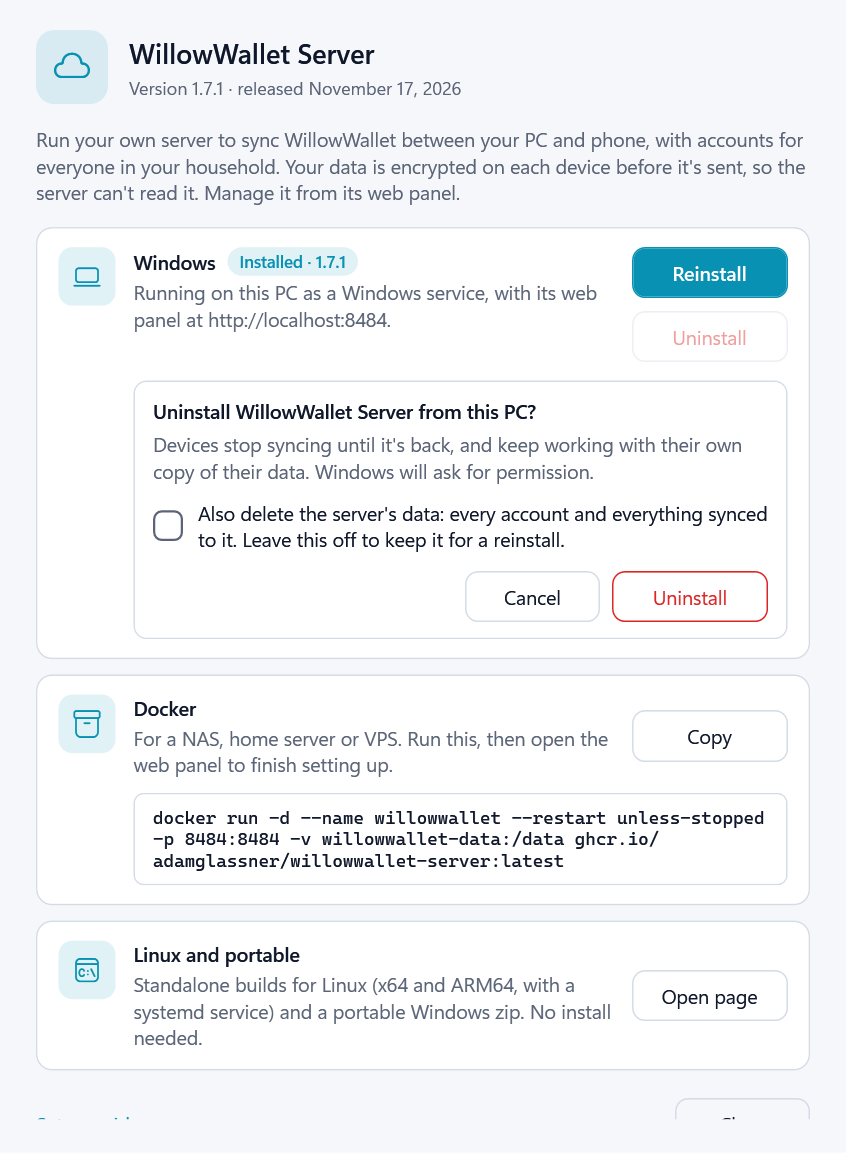 WillowWallet Server
Version 1.7.1 · released November 17, 2026
Run your own server to sync WillowWallet between your PC and phone, with accounts for
everyone in your household. Your data is encrypted on each device before it's sent, so the
server can't read it. Manage it from its web panel.
Windows
Installed · 1.7.1
Reinstall
Running on this PC as a Windows service, with its web
panel at http://localhost:8484.
Uninstall
Uninstall WillowWallet Server from this PC?
Devices stop syncing until it's back, and keep working with their own
copy of their data. Windows will ask for permission.
Also delete the server's data: every account and everything synced
to it. Leave this off to keep it for a reinstall.
Cancel
Uninstall
Docker
For a NAS, home server or VPS. Run this, then open the
web panel to finish setting up.
Copy
docker run -d --name willowwallet --restart unless-stopped
-p 8484:8484 -v willowwallet-data:/data ghcr.io/
adamglassner/willowwallet-server:latest
C:\
Linux and portable
Standalone builds for Linux (x64 and ARM64, with a
systemd service) and a portable Windows zip. No install
needed.
Open page